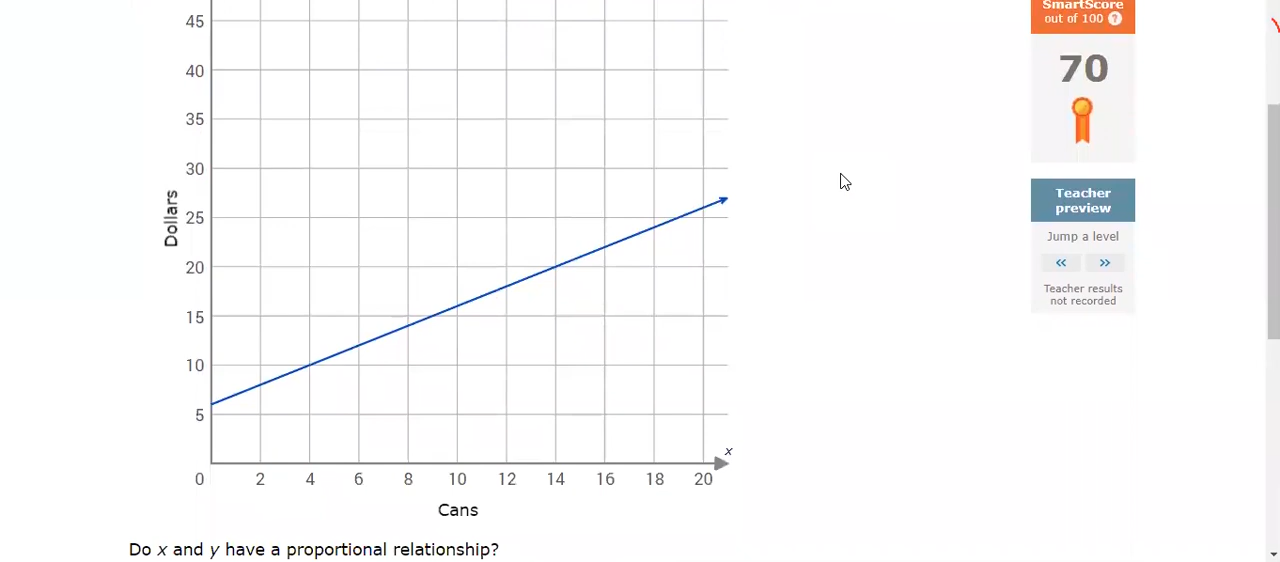 SmartScore
out of 100 ?
70
Teacher
preview
Jump a level
« »
Teacher results
not recorded
45
40
35
30
25
20
15
10
5
Dollars
x
0 2 4 6 8 10 12 14 16 18 20
Cans
Do x and y have a proportional relationship?